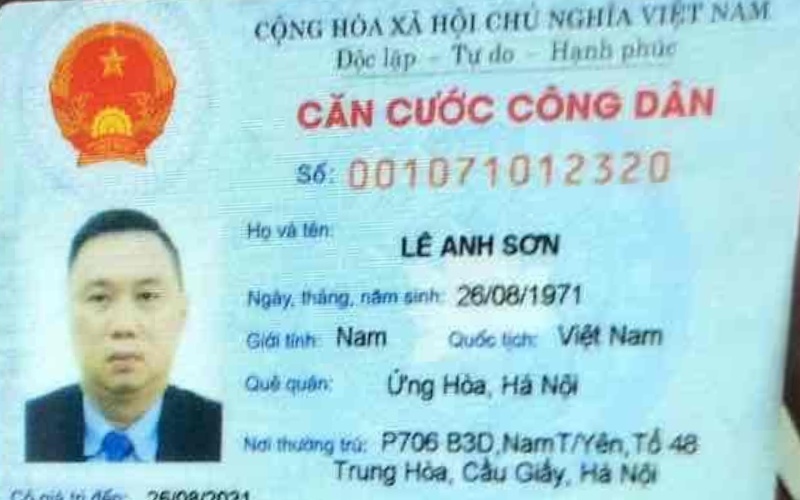 CỘNG HÒA XÃ HỘI CHỦ NGHĨA VIỆT NAM
Độc lập - Tự do - Hạnh phúc
CĂN CƯỚC CÔNG DÂN
Số: 001071012320
Họ và tên:
LÊ ANH SƠN
Ngày, tháng, năm sinh: 26/08/1971
Giới tính: Nam Quốc tịch: Việt Nam
Quê quán: Ứng Hòa, Hà Nội
Nơi thường trú: P706 B3D,NamT/Yên,Tổ 48
Trung Hòa, Cầu Giấy, Hà Nội
Có giá trị đến: 26/08/2031